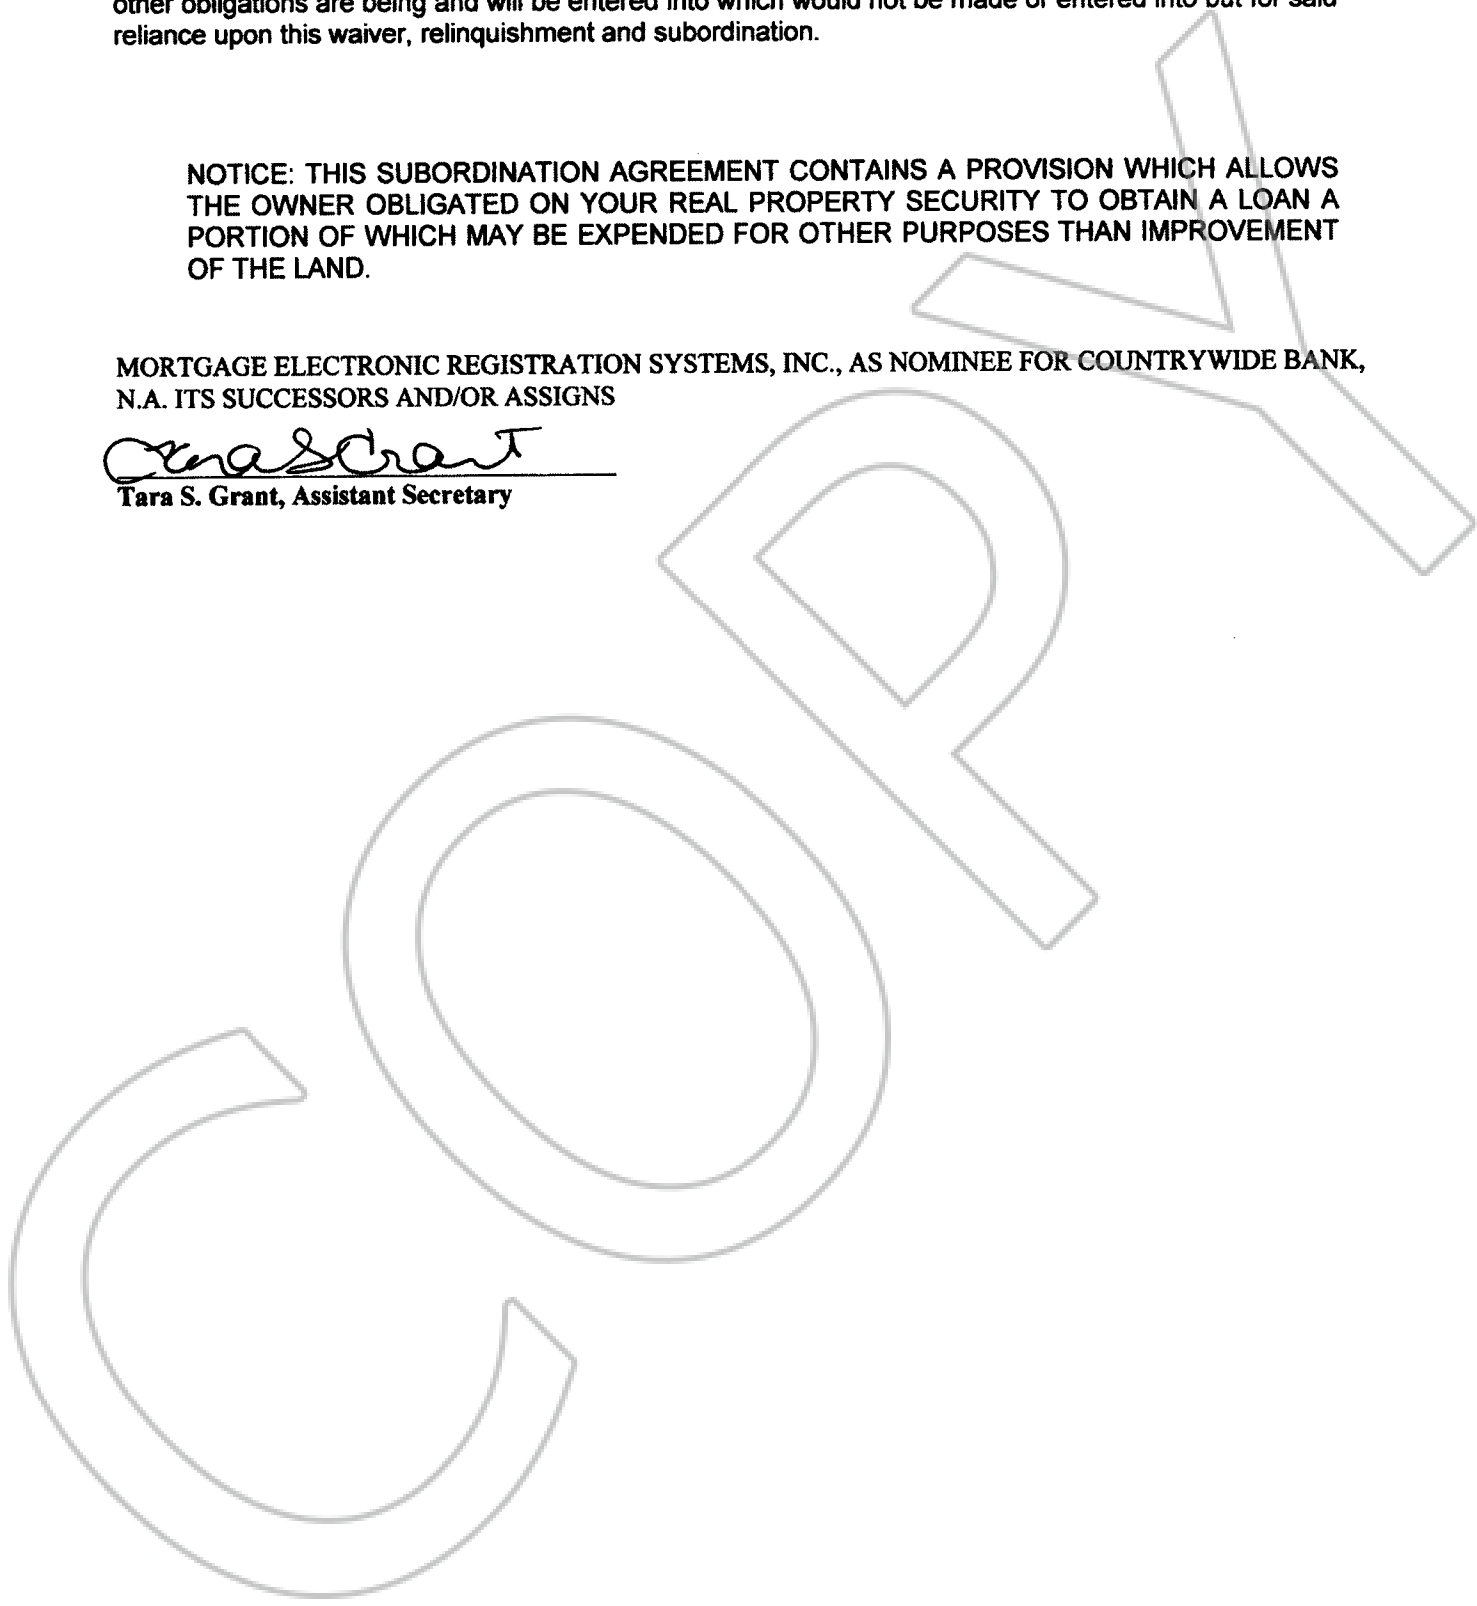 other obligations are being and will be entered into which would not be made or entered into but for said
reliance upon this waiver, relinquishment and subordination.
NOTICE: THIS SUBORDINATION AGREEMENT CONTAINS A PROVISION WHICH ALLOWS
THE OWNER OBLIGATED ON YOUR REAL PROPERTY SECURITY TO OBTAIN A LOAN A
PORTION OF WHICH MAY BE EXPENDED FOR OTHER PURPOSES THAN IMPROVEMENT
OF THE LAND.
MORTGAGE ELECTRONIC REGISTRATION SYSTEMS, INC., AS NOMINEE FOR COUNTRYWIDE BANK,
N.A. ITS SUCCESSORS AND/OR ASSIGNS
Tara S Grant
Tara S. Grant, Assistant Secretary
COPY